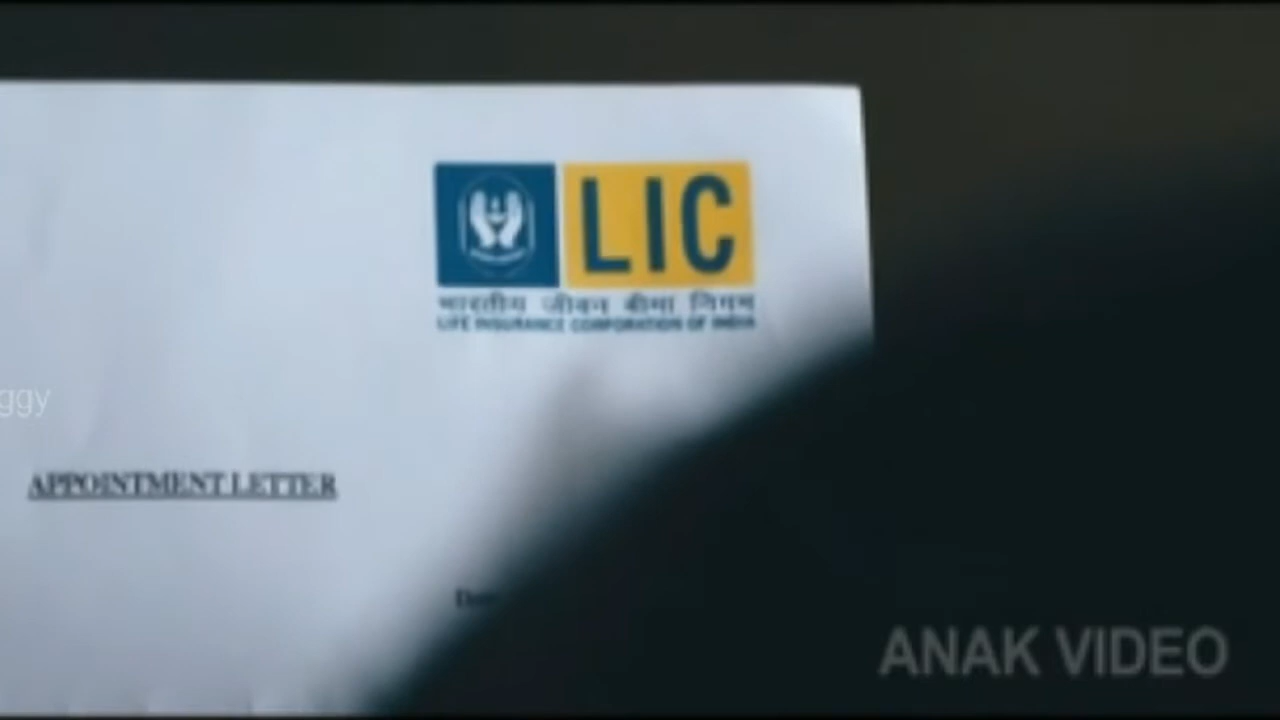 LIC
भारतीय जीवन बीमा निगम
LIFE INSURANCE CORPORATION OF INDIA
ggy
APPOINTMENT LETTER
ANAK VIDEO